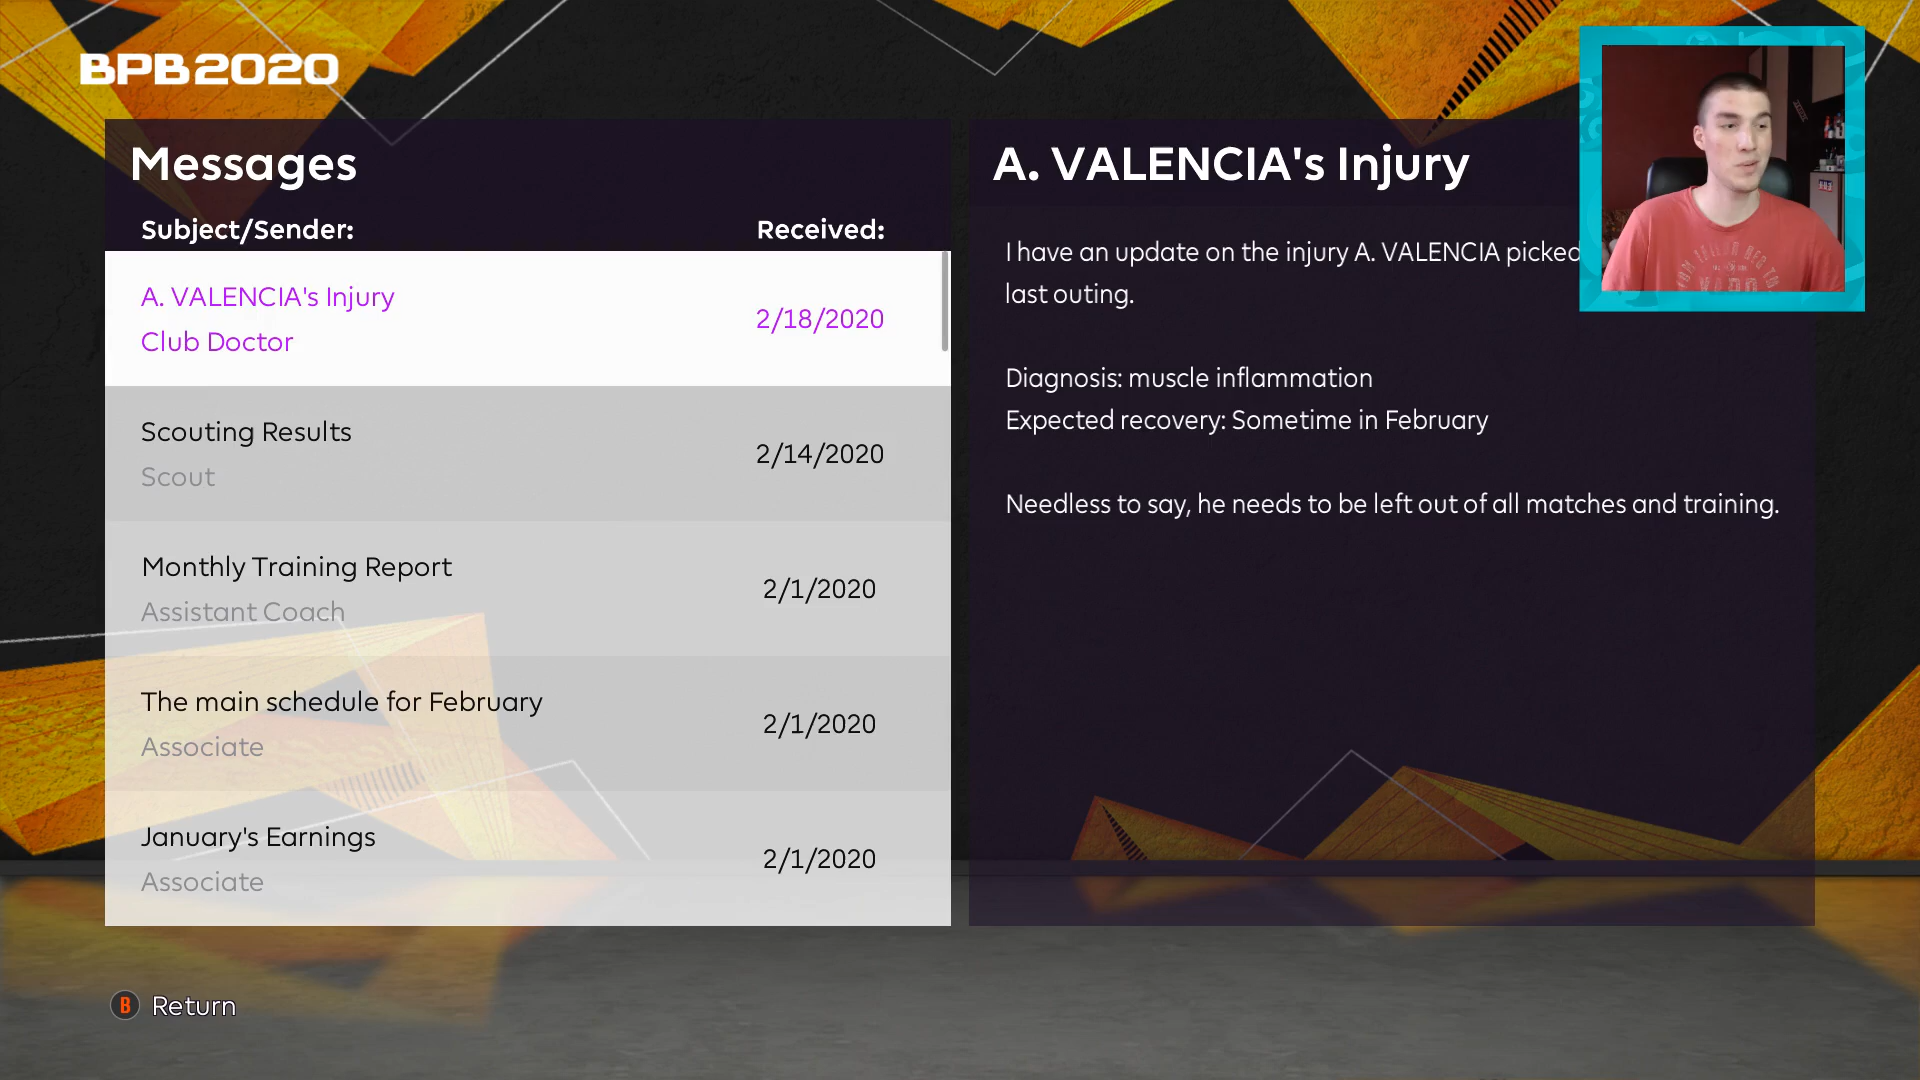 BPB2020
Messages
Subject/Sender: Received:
A. VALENCIA's Injury
Club Doctor
2/18/2020
Scouting Results
Scout
2/14/2020
Monthly Training Report
Assistant Coach
2/1/2020
The main schedule for February
Associate
2/1/2020
January's Earnings
Associate
2/1/2020
A. VALENCIA's Injury
I have an update on the injury A. VALENCIA picked
last outing.
Diagnosis: muscle inflammation
Expected recovery: Sometime in February
Needless to say, he needs to be left out of all matches and training.
B Return